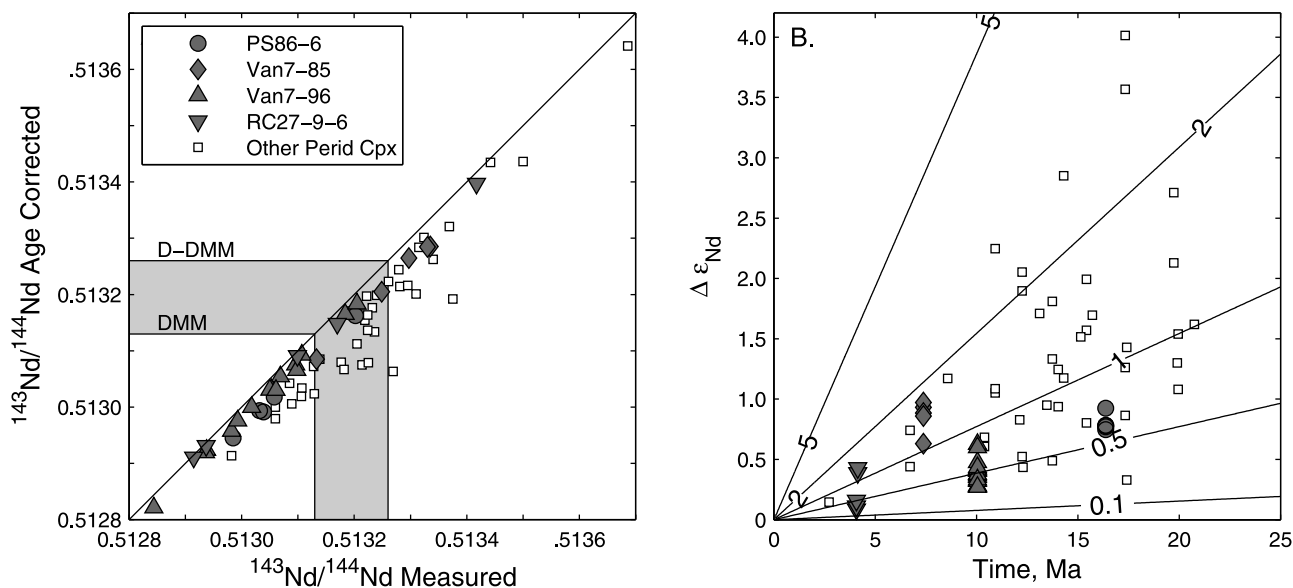 .5136
0.5134
0.5132
0.5130
0.5128
143Nd/144Nd Age Corrected
PS86-6
Van7-85
Van7-96
RC27-9-6
Other Perid Cpx
D-DMM
DMM
0.5128
0.5130
0.5132
0.5134
0.5136
143Nd/144Nd Measured
B.
4.0
3.5
3.0
2.5
2.0
1.5
1.0
0.5
0
Δ εNd
5
2
1
5
0.5
2
0.1
0
5
10
15
20
25
Time, Ma